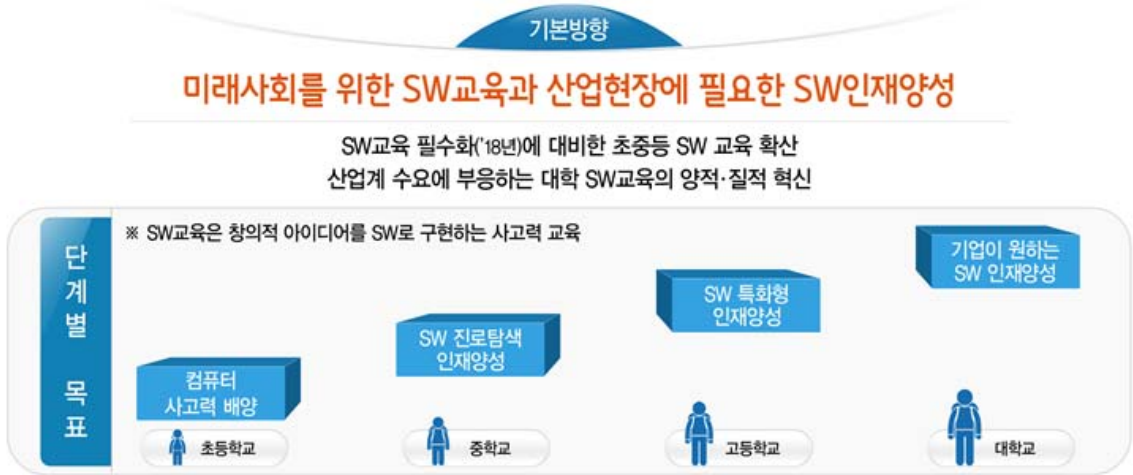 기본방향
미래사회를 위한 SW교육과 산업현장에 필요한 SW인재양성
SW교육 필수화('18년)에 대비한 초중등 SW 교육 확산
산업계 수요에 부응하는 대학 SW교육의 양적·질적 혁신
단계별 목표
※ SW교육은 창의적 아이디어를 SW로 구현하는 사고력 교육
컴퓨터
사고력 배양
초등학교
SW 진로탐색
인재양성
중학교
SW 특화형
인재양성
고등학교
기업이 원하는
SW 인재양성
대학교